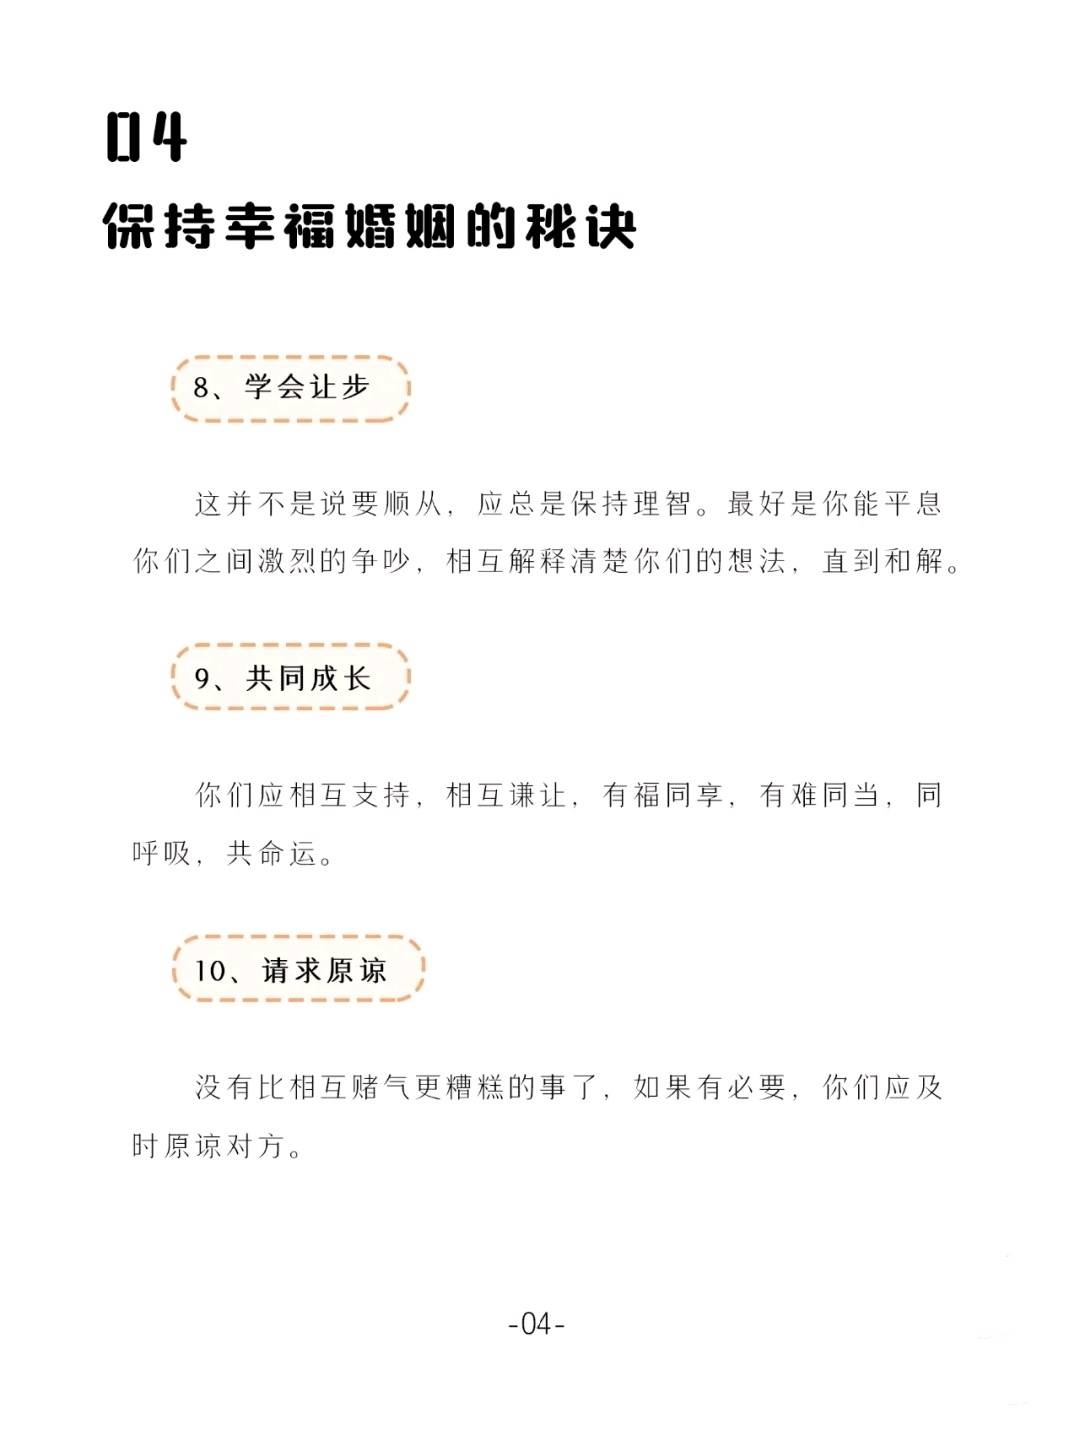 04
保持幸福婚姻的秘诀
8、学会让步
这并不是说要顺从，应总是保持理智。最好是你能平息
你们之间激烈的争吵，相互解释清楚你们的想法，直到和解。
9、共同成长
你们应相互支持，相互谦让，有福同享，有难同当，同
呼吸，共命运。
10、请求原谅
没有比相互赌气更糟糕的事了，如果有必要，你们应及
时原谅对方。
-04-